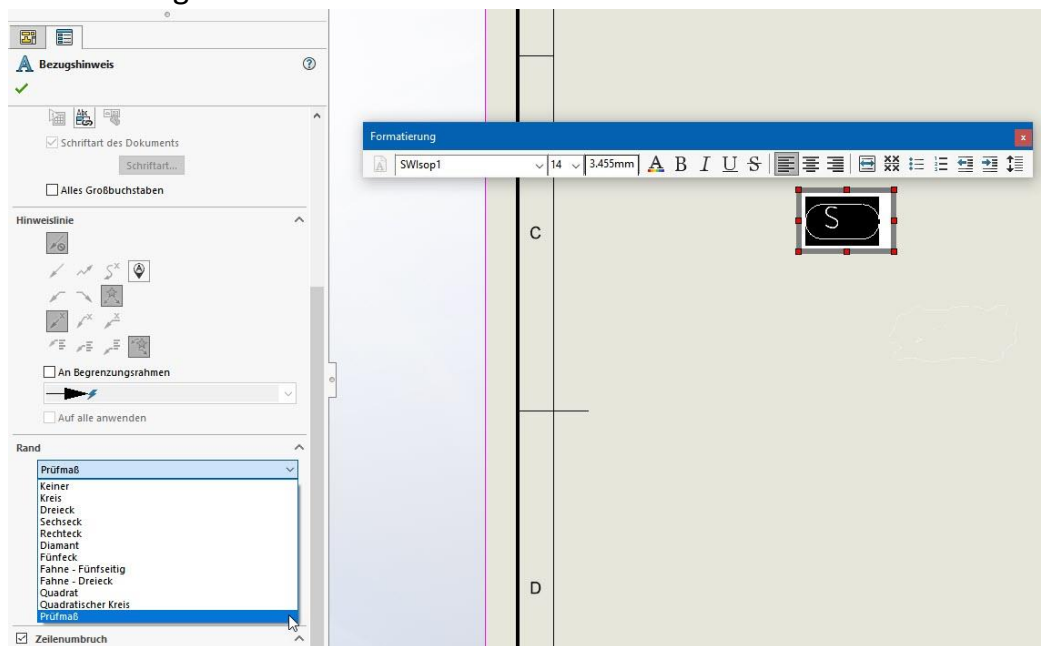 Bezugshinweis
Schriftart des Dokuments
Schriftart...
Alles Großbuchstaben
Hinweislinie
An Begrenzungsrahmen
Auf alle anwenden
Rand
Prüfmaß
Keiner
Kreis
Dreieck
Sechseck
Rechteck
Diamant
Fünfeck
Fahne - Fünfseitig
Fahne - Dreieck
Quadrat
Quadratischer Kreis
Prüfmaß
Zeilenumbruch
Formatierung
SWIsop1 14 3.455mm A B I U S
C
S
D